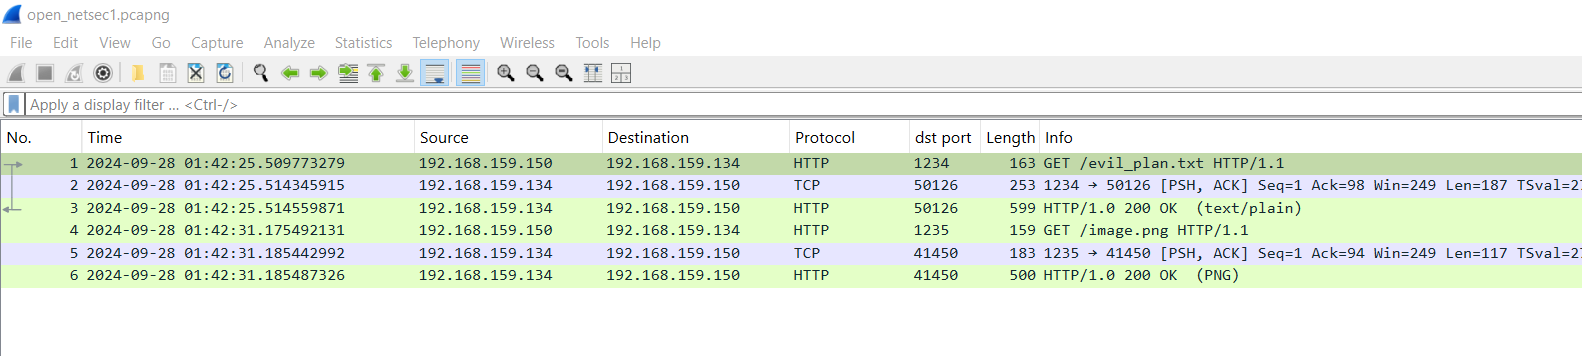 open_netsec1.pcapng
File Edit View Go Capture Analyze Statistics Telephony Wireless Tools Help
Apply a display filter ... <Ctrl-/>
No. Time Source Destination Protocol dst port Length Info
1 2024-09-28 01:42:25.509773279 192.168.159.150 192.168.159.134 HTTP 1234 163 GET /evil_plan.txt HTTP/1.1
2 2024-09-28 01:42:25.514345915 192.168.159.134 192.168.159.150 TCP 50126 253 1234 → 50126 [PSH, ACK] Seq=1 Ack=98 Win=249 Len=187 TSval=27
3 2024-09-28 01:42:25.514559871 192.168.159.134 192.168.159.150 HTTP 50126 599 HTTP/1.0 200 OK (text/plain)
4 2024-09-28 01:42:31.175492131 192.168.159.150 192.168.159.134 HTTP 1235 159 GET /image.png HTTP/1.1
5 2024-09-28 01:42:31.185442992 192.168.159.134 192.168.159.150 TCP 41450 183 1235 → 41450 [PSH, ACK] Seq=1 Ack=94 Win=249 Len=117 TSval=27
6 2024-09-28 01:42:31.185487326 192.168.159.134 192.168.159.150 HTTP 41450 500 HTTP/1.0 200 OK (PNG)